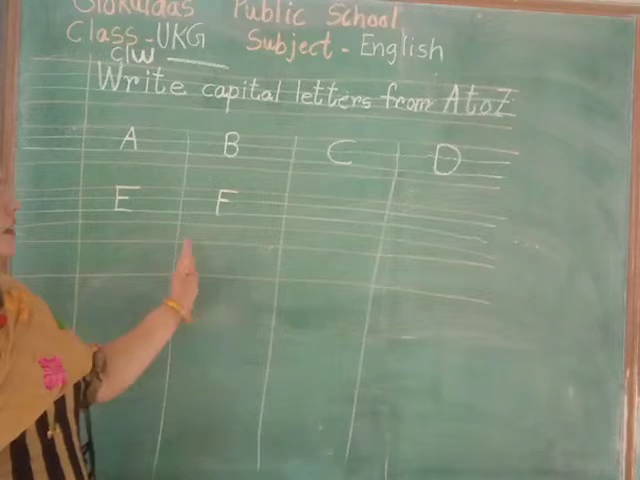 Public School
Class - UKG Subject - English
C/W
Write capital letters from A to Z
A B C D
E F